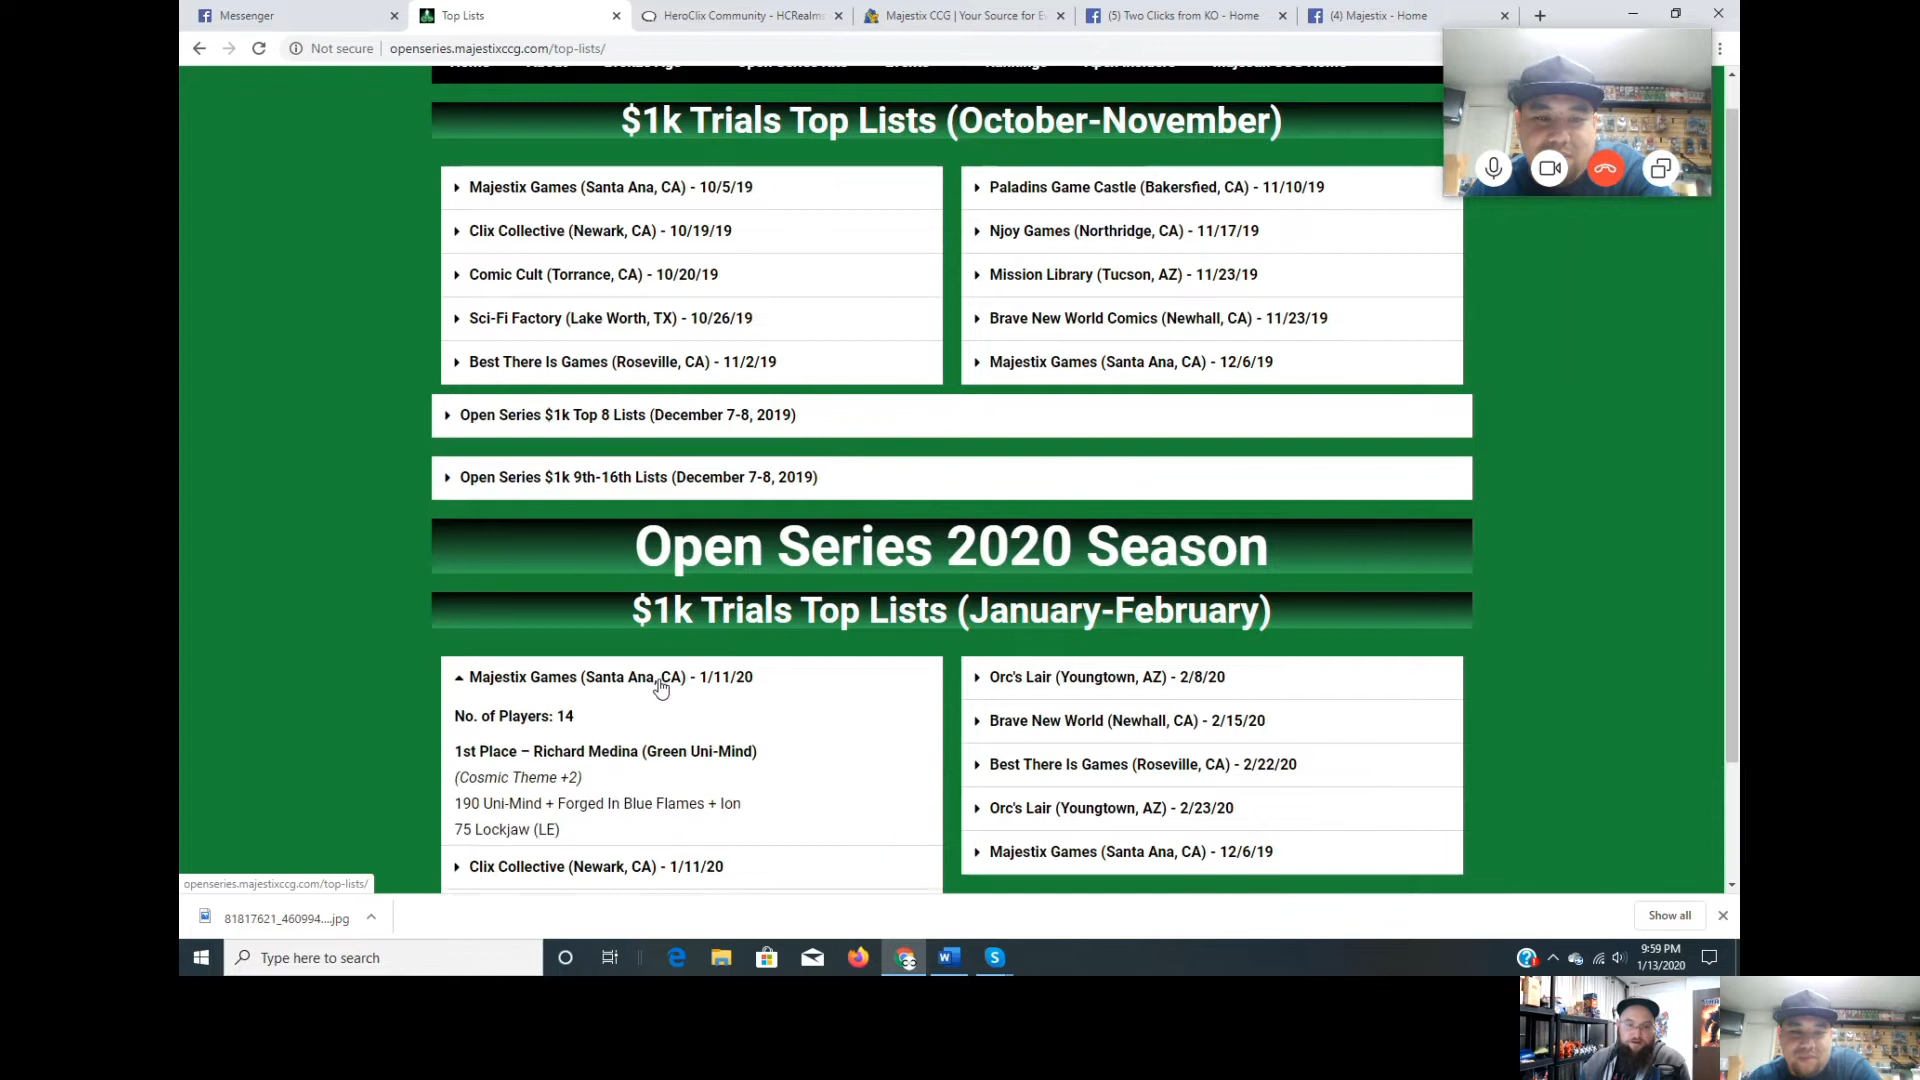 Messenger
Top Lists
HeroClix Community - HCRealms
Majestix CCG | Your Source for E
(5) Two Clicks from KO - Home
(4) Majestix - Home
Not secure
openseries.majestixccg.com/top-lists/
$1k Trials Top Lists (October-November)
Majestix Games (Santa Ana, CA) - 10/5/19
Clix Collective (Newark, CA) - 10/19/19
Comic Cult (Torrance, CA) - 10/20/19
Sci-Fi Factory (Lake Worth, TX) - 10/26/19
Best There Is Games (Roseville, CA) - 11/2/19
Paladins Game Castle (Bakersfied, CA) - 11/10/19
Njoy Games (Northridge, CA) - 11/17/19
Mission Library (Tucson, AZ) - 11/23/19
Brave New World Comics (Newhall, CA) - 11/23/19
Majestix Games (Santa Ana, CA) - 12/6/19
Open Series $1k Top 8 Lists (December 7-8, 2019)
Open Series $1k 9th-16th Lists (December 7-8, 2019)
Open Series 2020 Season
$1k Trials Top Lists (January-February)
Majestix Games (Santa Ana, CA) - 1/11/20
No. of Players: 14
1st Place – Richard Medina (Green Uni-Mind)
(Cosmic Theme +2)
190 Uni-Mind + Forged In Blue Flames + Ion
75 Lockjaw (LE)
Clix Collective (Newark, CA) - 1/11/20
Orc's Lair (Youngtown, AZ) - 2/8/20
Brave New World (Newhall, CA) - 2/15/20
Best There Is Games (Roseville, CA) - 2/22/20
Orc's Lair (Youngtown, AZ) - 2/23/20
Majestix Games (Santa Ana, CA) - 12/6/19
openseries.majestixccg.com/top-lists/
81817621_460994....jpg
Show all
Type here to search
9:59 PM
1/13/2020